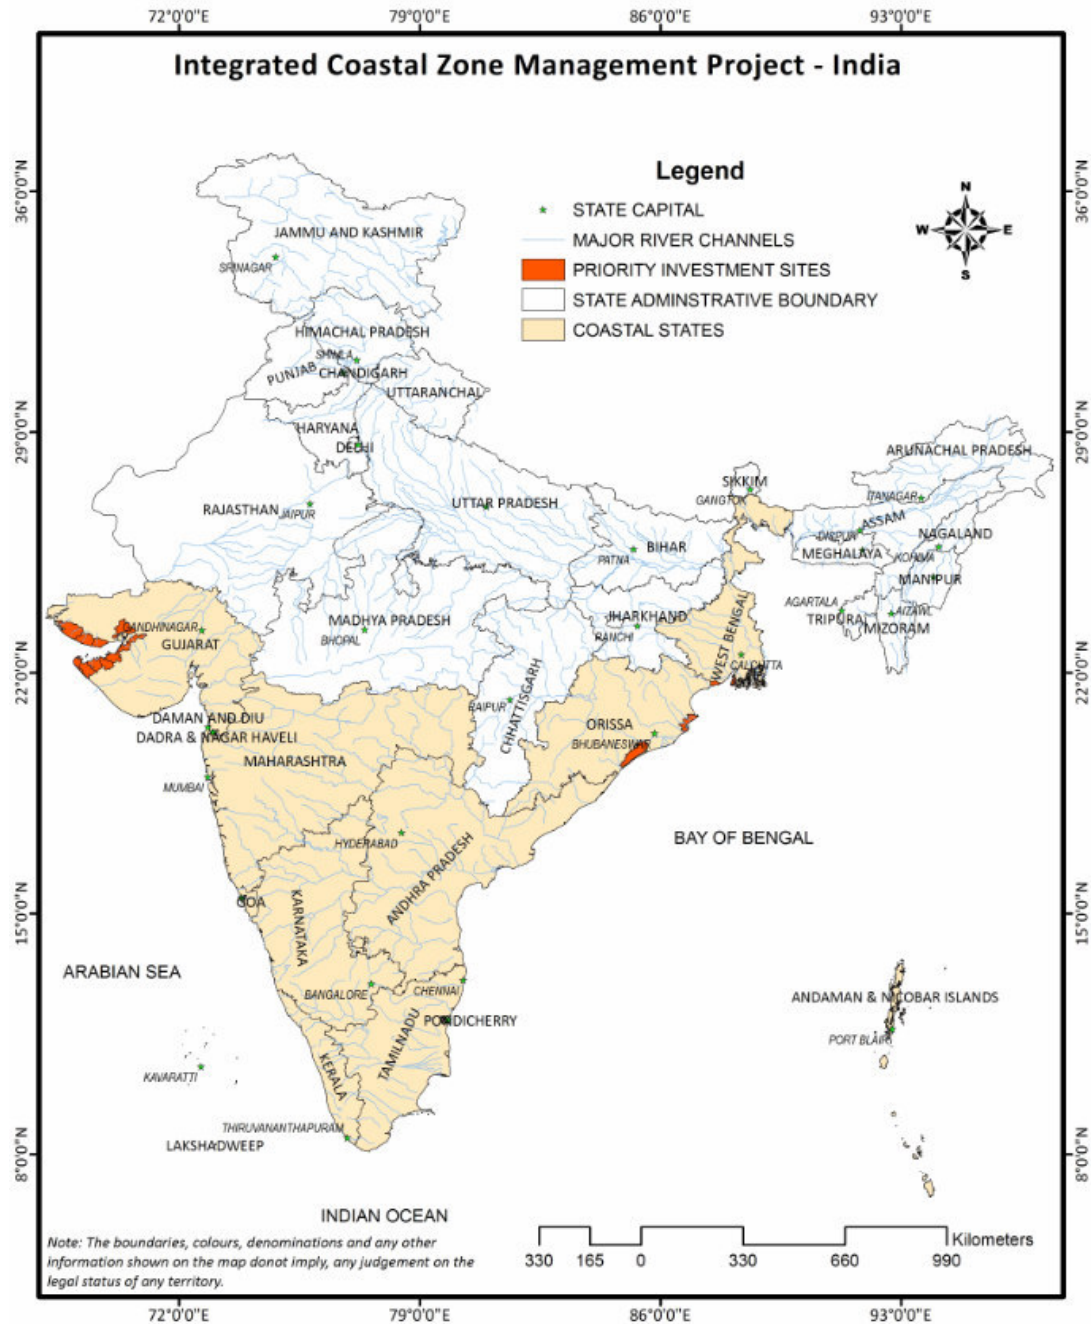 72°0'0"E 79°0'0"E 86°0'0"E 93°0'0"E
Integrated Coastal Zone Management Project - India
Legend
STATE CAPITAL
MAJOR RIVER CHANNELS
PRIORITY INVESTMENT SITES
STATE ADMINSTRATIVE BOUNDARY
COASTAL STATES
N
W E
S
36°0'0"N 36°0'0"N
JAMMU AND KASHMIR
SRINAGAR
HIMACHAL PRADESH
SHIMLA
PUNJAB
CHANDIGARH
UTTARANCHAL
29°0'0"N 29°0'0"N
HARYANA
DELHI
ARUNACHAL PRADESH
SIKKIM
GANGTOK
ITANAGAR
RAJASTHAN
JAIPUR
UTTAR PRADESH
ASSAM
DISPUR
NAGALAND
BIHAR
PATNA
MEGHALAYA
KOHIMA
MANIPUR
AGARTALA
AIZAWL
TRIPURA
MIZORAM
GANDHINAGAR
GUJARAT
MADHYA PRADESH
BHOPAL
JHARKHAND
RANCHI
WEST BENGAL
CALCUTTA
22°0'0"N 22°0'0"N
CHHATTISGARH
RAIPUR
DAMAN AND DIU
DADRA & NAGAR HAVELI
ORISSA
BHUBANESWAR
MAHARASHTRA
MUMBAI
HYDERABAD
ANDHRA PRADESH
BAY OF BENGAL
15°0'0"N 15°0'0"N
GOA
KARNATAKA
ARABIAN SEA
BANGALORE
CHENNAI
ANDAMAN & NICOBAR ISLANDS
PORT BLAIR
PONDICHERRY
TAMILNADU
KERALA
KAVARATTI
THIRUVANANTHAPURAM
LAKSHADWEEP
8°0'0"N 8°0'0"N
INDIAN OCEAN
Note: The boundaries, colours, denominations and any other
information shown on the map donot imply, any judgement on the
legal status of any territory.
Kilometers
330 165 0 330 660 990
72°0'0"E 79°0'0"E 86°0'0"E 93°0'0"E